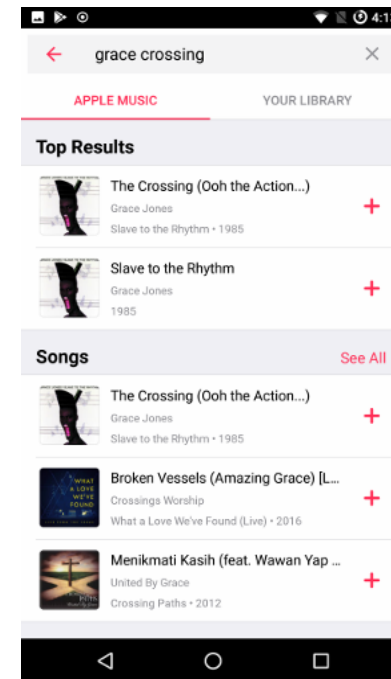 4:1
grace crossing
APPLE MUSIC
YOUR LIBRARY
Top Results
The Crossing (Ooh the Action...)
Grace Jones
Slave to the Rhythm • 1985
Slave to the Rhythm
Grace Jones
1985
Songs
See All
The Crossing (Ooh the Action...)
Grace Jones
Slave to the Rhythm • 1985
WHAT
A LOVE
WE'VE
FOUND
Broken Vessels (Amazing Grace) [L...
Crossings Worship
What a Love We've Found (Live) • 2016
Menikmati Kasih (feat. Wawan Yap ...
United By Grace
Crossing Paths • 2012